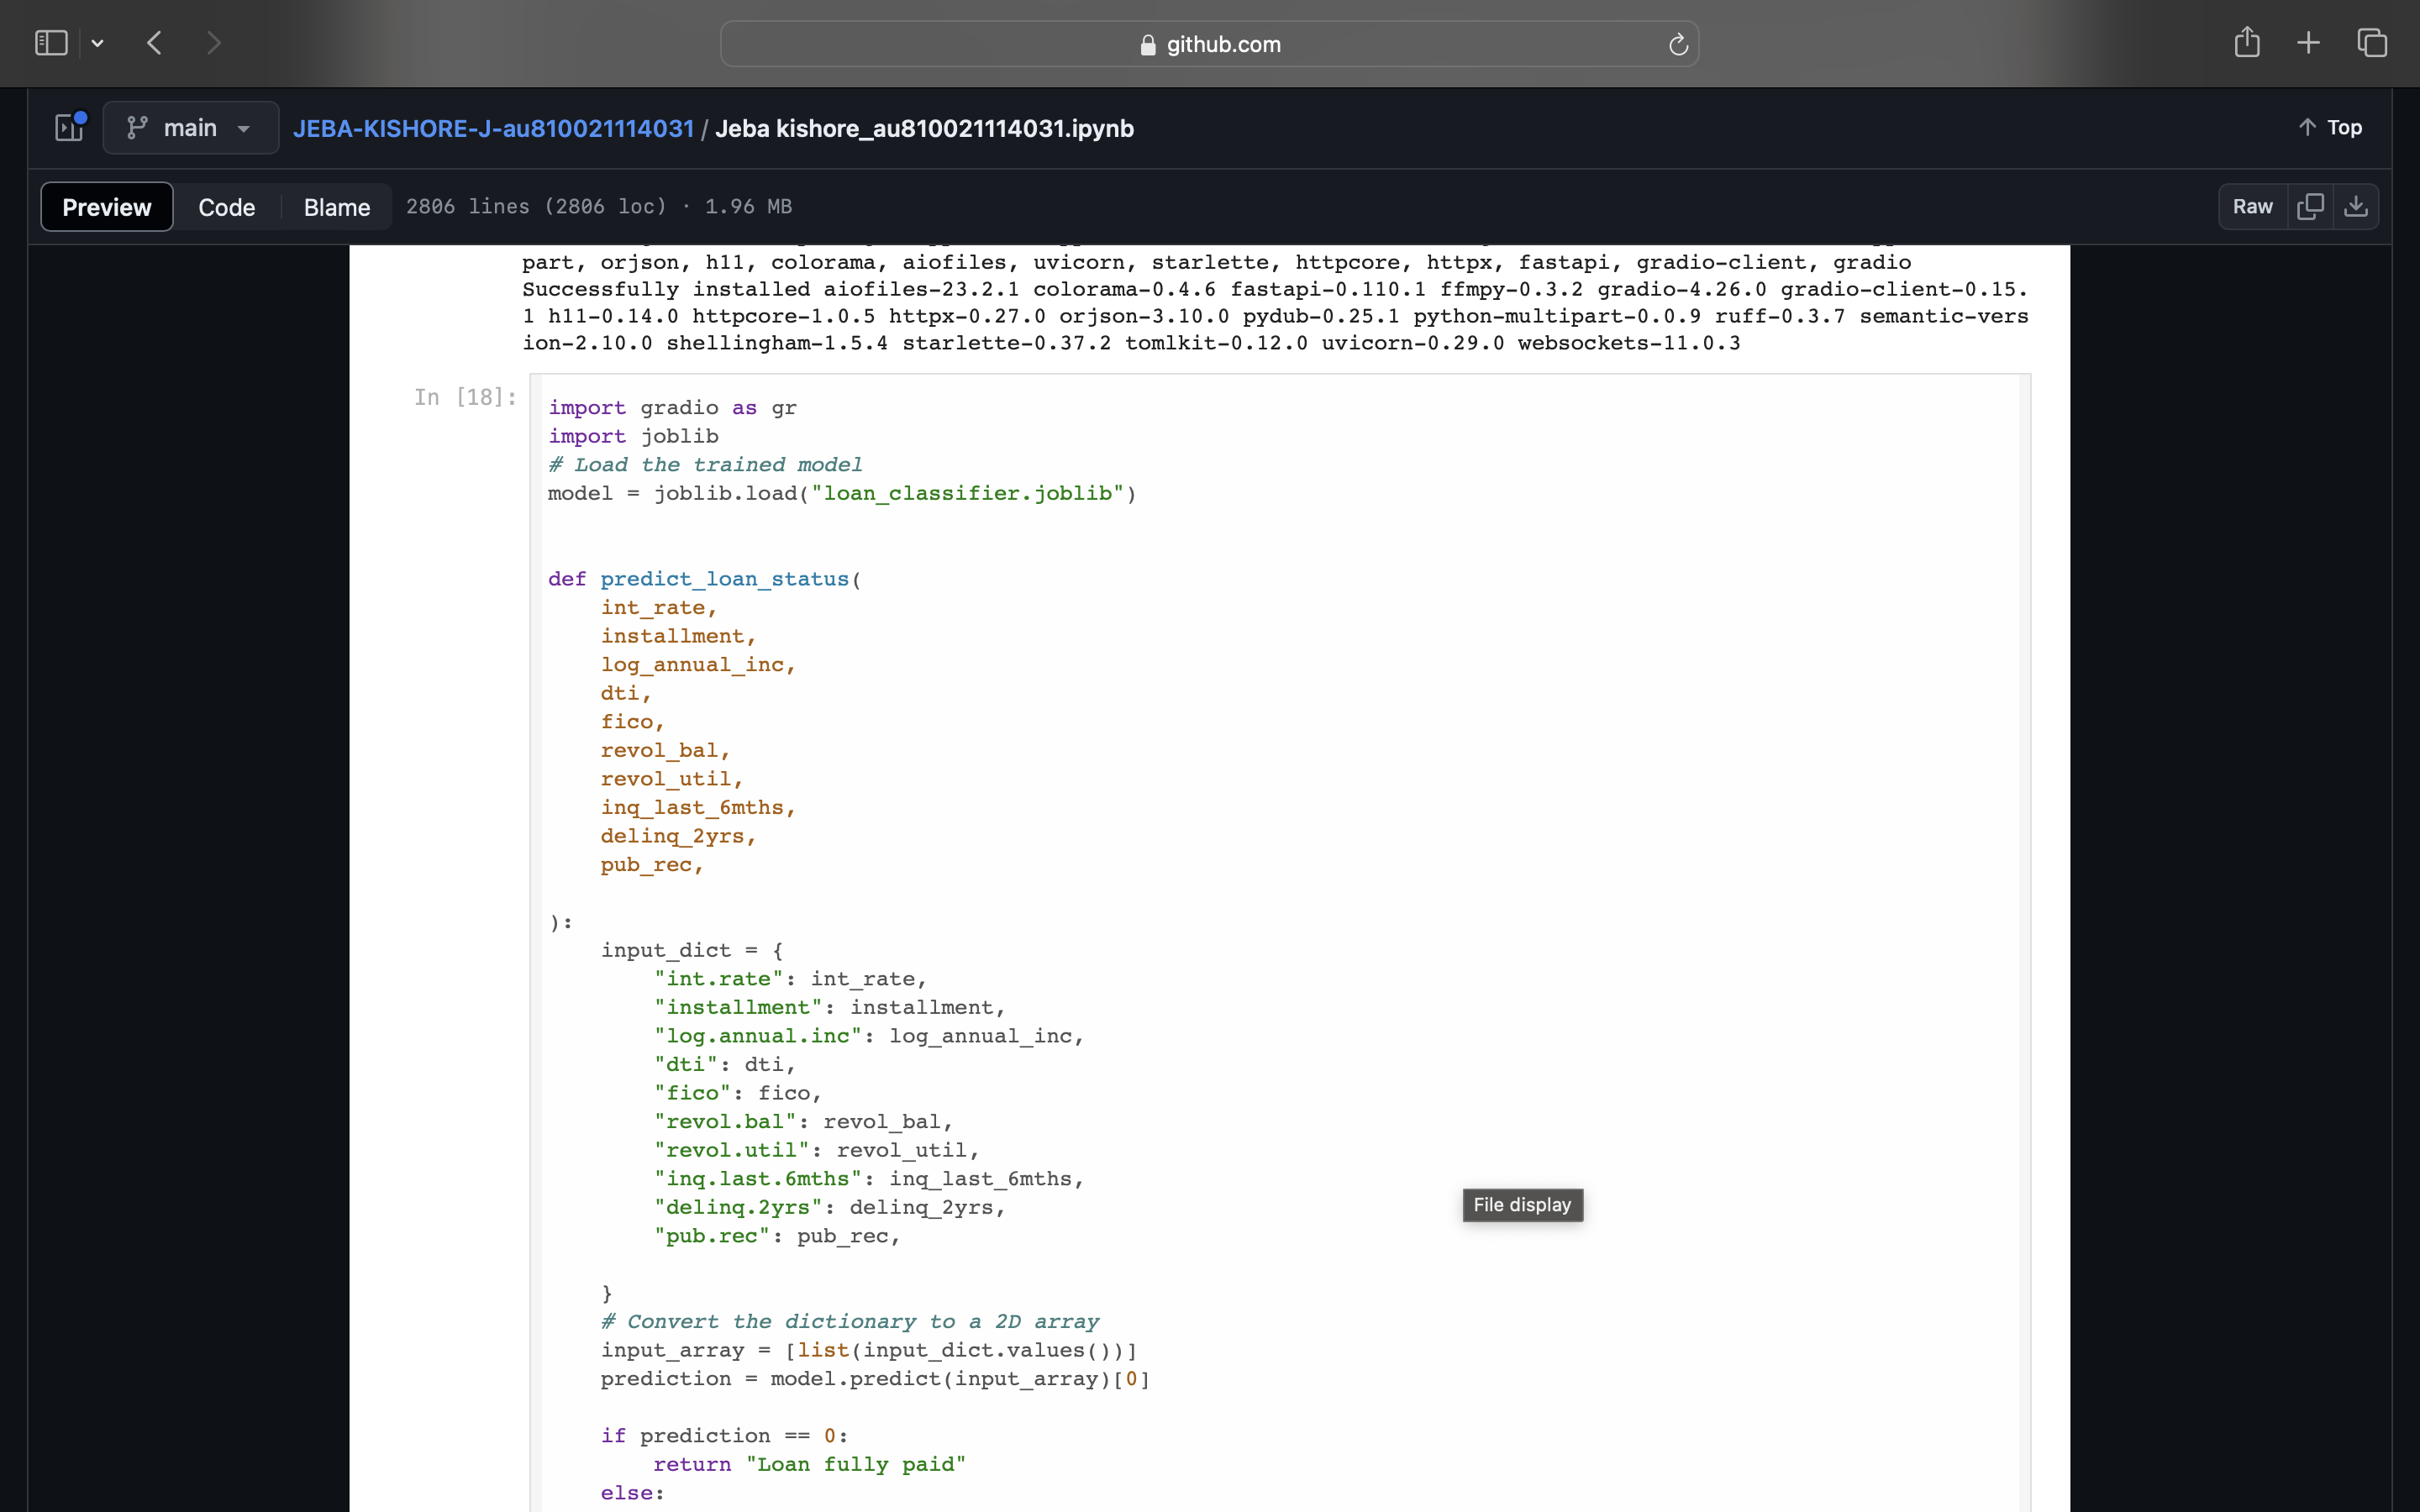 github.com
main
JEBA-KISHORE-J-au810021114031 / Jeba kishore_au810021114031.ipynb
Top
Preview
Code
Blame
2806 lines (2806 loc) · 1.96 MB
Raw
part, orjson, h11, colorama, aiofiles, uvicorn, starlette, httpcore, httpx, fastapi, gradio-client, gradio
Successfully installed aiofiles-23.2.1 colorama-0.4.6 fastapi-0.110.1 ffmpy-0.3.2 gradio-4.26.0 gradio-client-0.15.
1 h11-0.14.0 httpcore-1.0.5 httpx-0.27.0 orjson-3.10.0 pydub-0.25.1 python-multipart-0.0.9 ruff-0.3.7 semantic-vers
ion-2.10.0 shellingham-1.5.4 starlette-0.37.2 tomlkit-0.12.0 uvicorn-0.29.0 websockets-11.0.3
In [18]:
import gradio as gr
import joblib
# Load the trained model
model = joblib.load("loan_classifier.joblib")
def predict_loan_status(
    int_rate,
    installment,
    log_annual_inc,
    dti,
    fico,
    revol_bal,
    revol_util,
    inq_last_6mths,
    delinq_2yrs,
    pub_rec,
):
    input_dict = {
        "int.rate": int_rate,
        "installment": installment,
        "log.annual.inc": log_annual_inc,
        "dti": dti,
        "fico": fico,
        "revol.bal": revol_bal,
        "revol.util": revol_util,
        "inq.last.6mths": inq_last_6mths,
        "delinq.2yrs": delinq_2yrs,
        "pub.rec": pub_rec,
    }
File display
    # Convert the dictionary to a 2D array
    input_array = [list(input_dict.values())]
    prediction = model.predict(input_array)[0]
    if prediction == 0:
        return "Loan fully paid"
    else: